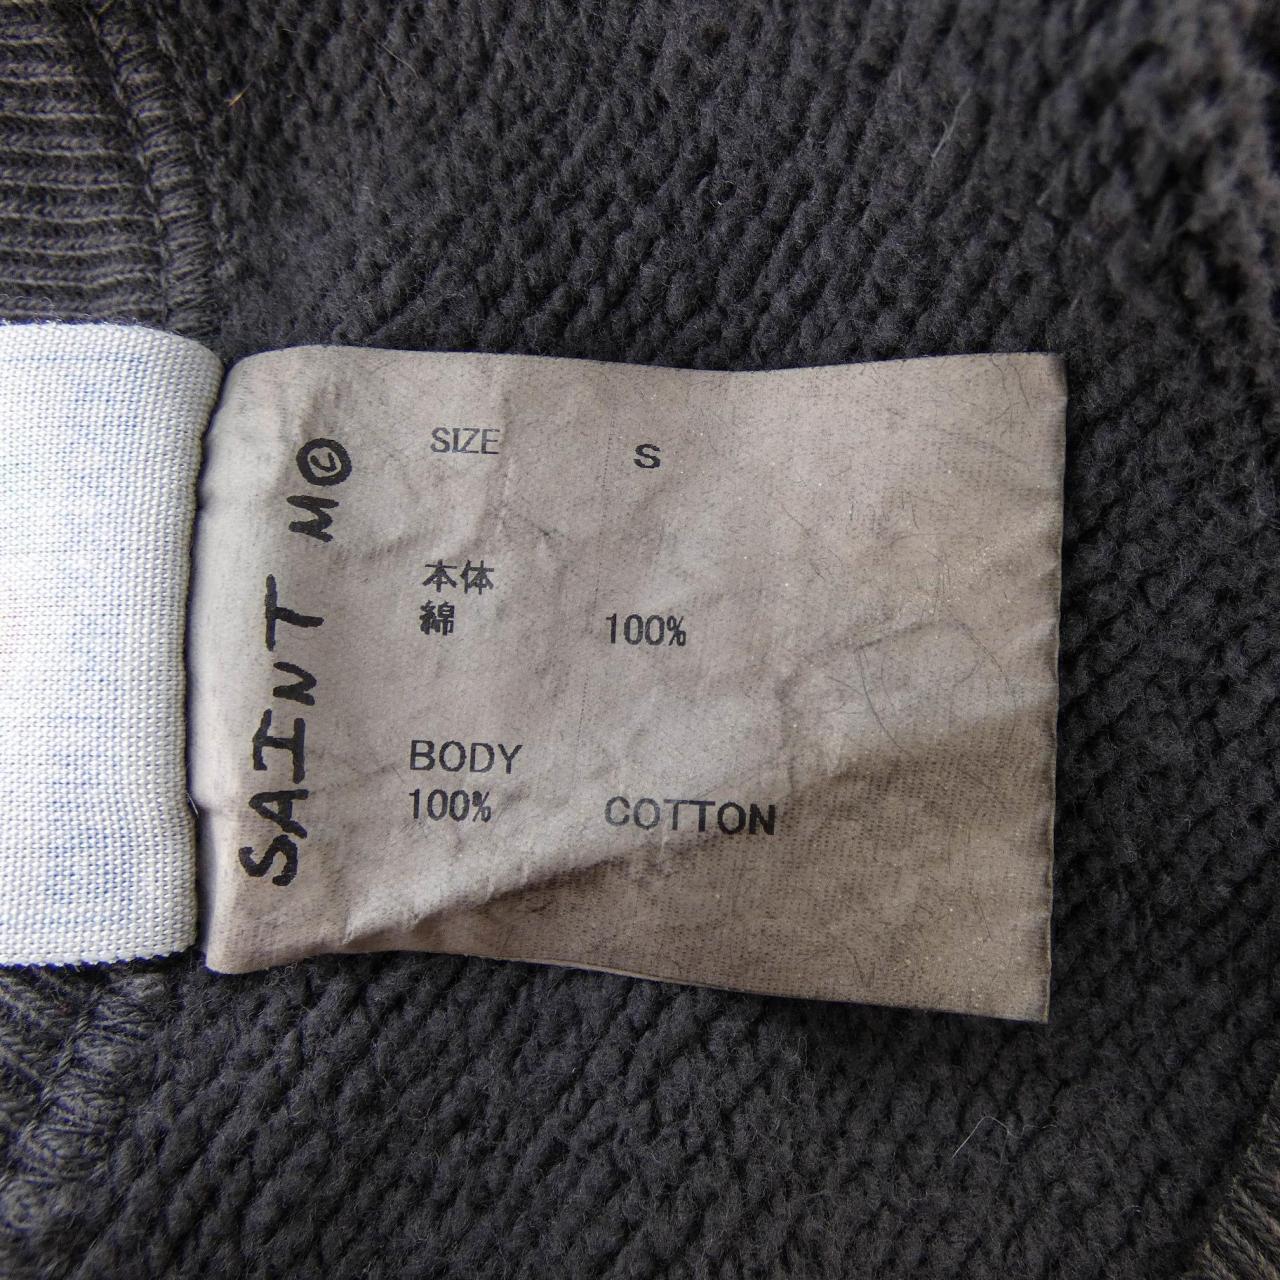 SAINT M©
SIZE S
本体
綿 100%
BODY
100% COTTON